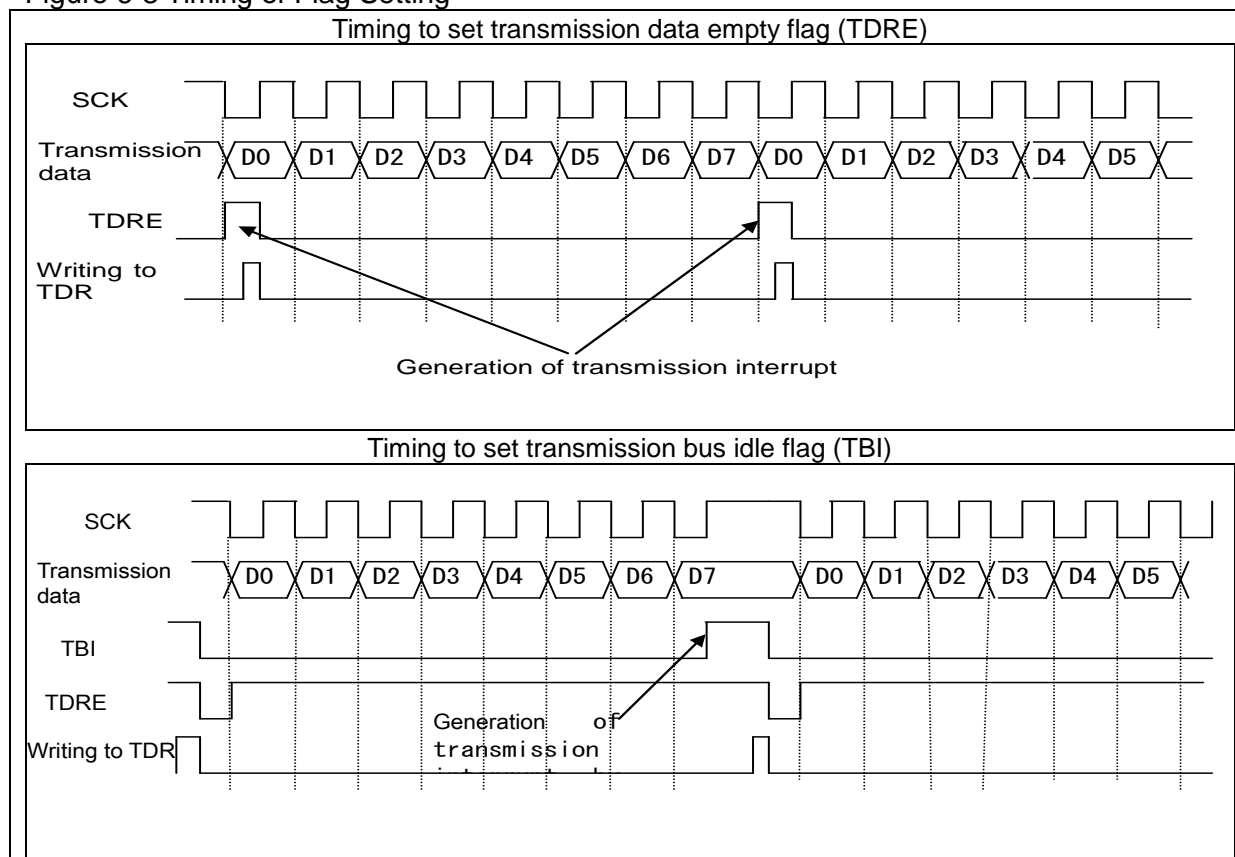 Timing to set transmission data empty flag (TDRE)
SCK
Transmission
data
D0 D1 D2 D3 D4 D5 D6 D7 D0 D1 D2 D3 D4 D5
TDRE
Writing to
TDR
Generation of transmission interrupt
Timing to set transmission bus idle flag (TBI)
SCK
Transmission
data
D0 D1 D2 D3 D4 D5 D6 D7 D0 D1 D2 D3 D4 D5
TBI
TDRE
Generation of
transmission
Writing to TDR